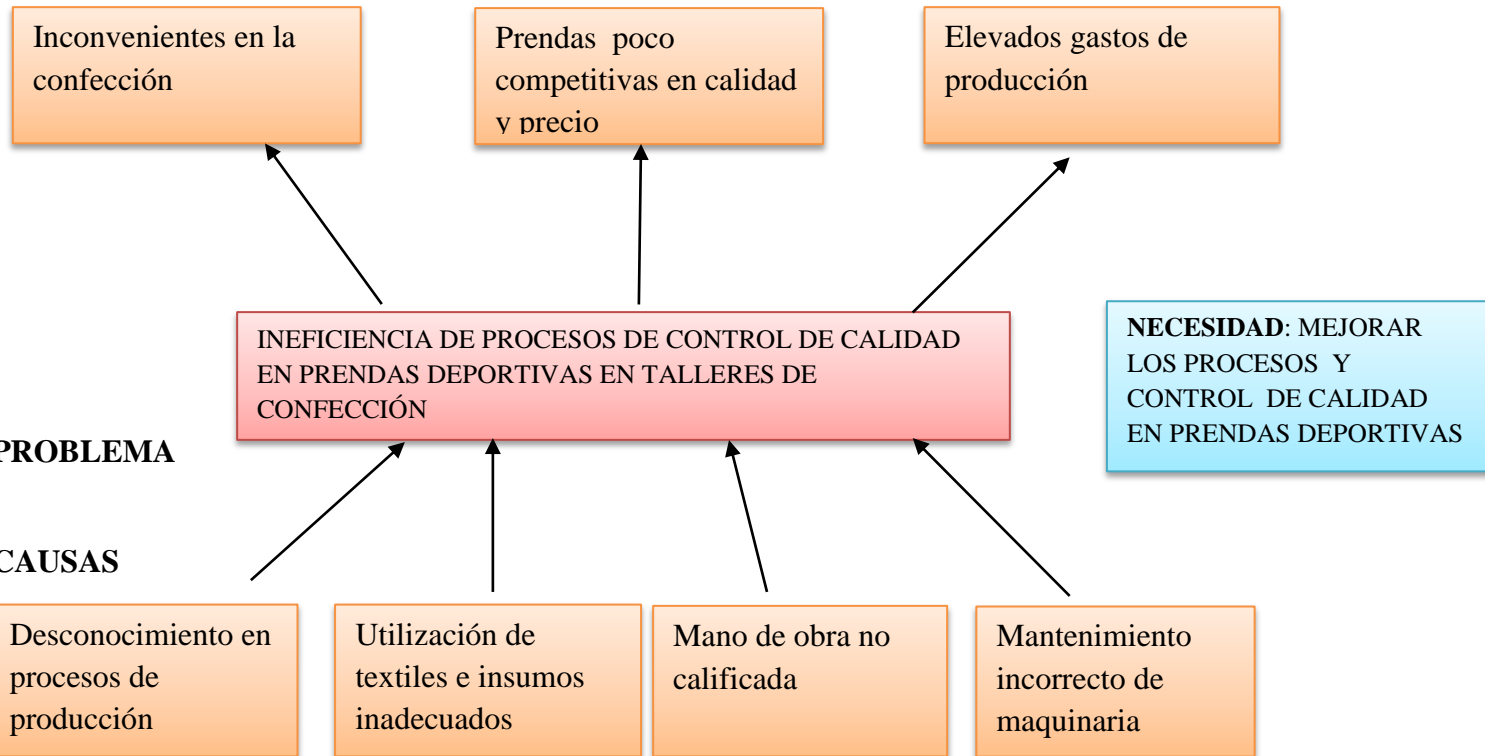 Inconvenientes en la
confección
Prendas poco
competitivas en calidad
y precio
Elevados gastos de
producción
INEFICIENCIA DE PROCESOS DE CONTROL DE CALIDAD
EN PRENDAS DEPORTIVAS EN TALLERES DE
CONFECCIÓN
NECESIDAD: MEJORAR
LOS PROCESOS Y
CONTROL DE CALIDAD
EN PRENDAS DEPORTIVAS
PROBLEMA
CAUSAS
Desconocimiento en
procesos de
producción
Utilización de
textiles e insumos
inadecuados
Mano de obra no
calificada
Mantenimiento
incorrecto de
maquinaria